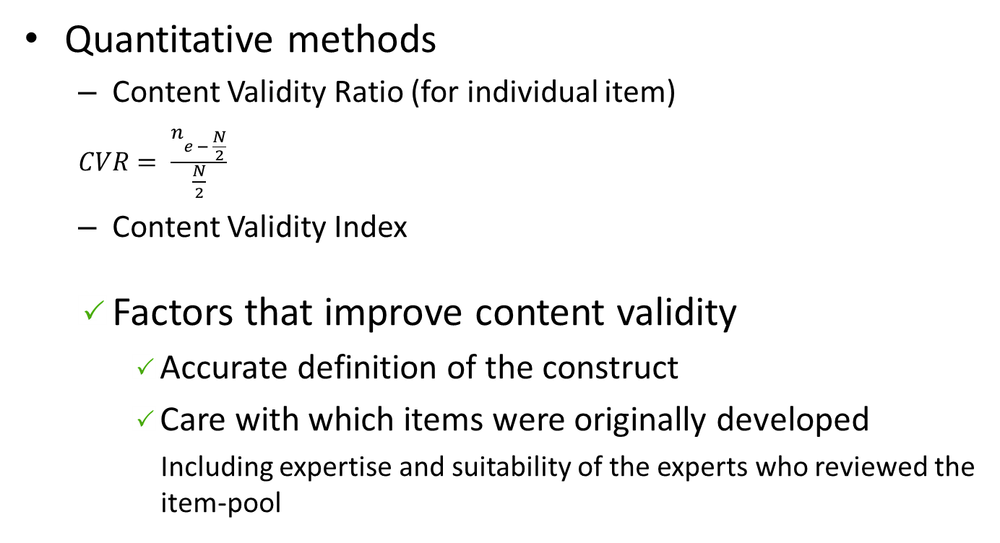 • Quantitative methods
– Content Validity Ratio (for individual item)
$CVR = \frac{n_{e-\frac{N}{2}}}{\frac{N}{2}}$
– Content Validity Index
✓ Factors that improve content validity
✓ Accurate definition of the construct
✓ Care with which items were originally developed
Including expertise and suitability of the experts who reviewed the
item-pool